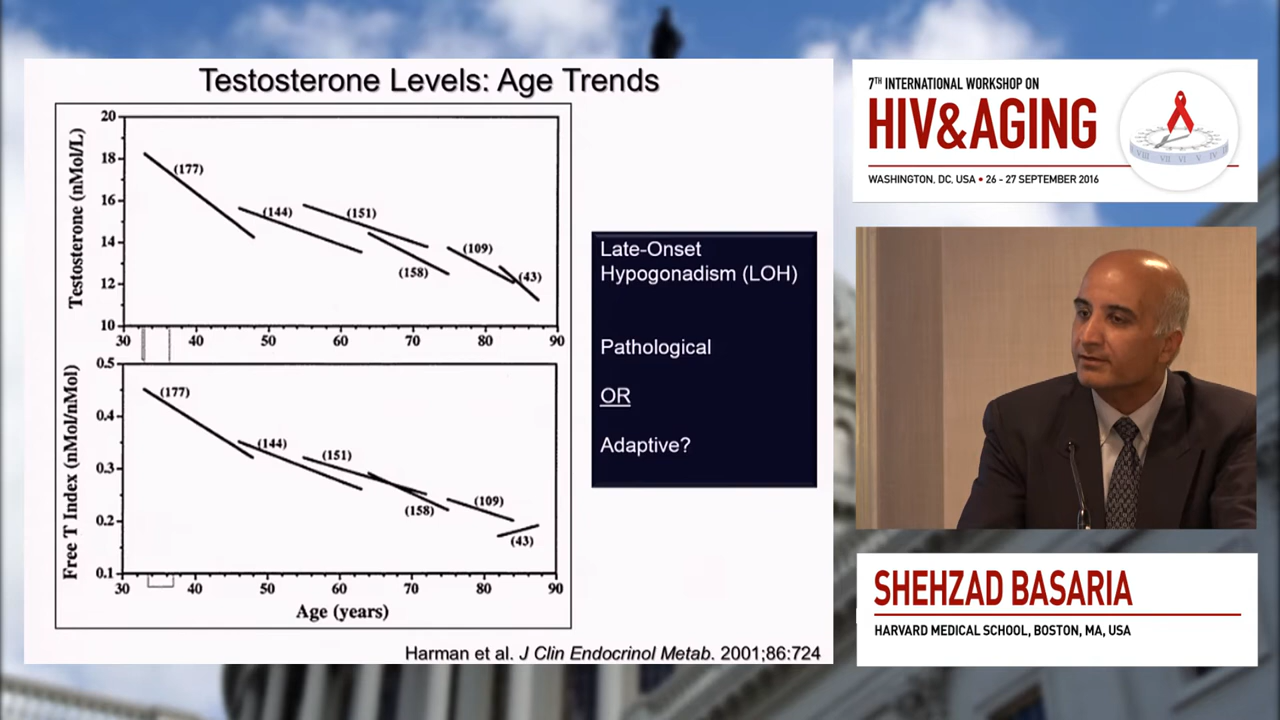 Testosterone Levels: Age Trends
Testosterone (nMol/L)
20
18
16
14
12
10
(177)
(144)
(151)
(158)
(109)
(43)
30 40 50 60 70 80 90
Free T Index (nMol/nMol)
0.5
0.4
0.3
0.2
0.1
(177)
(144)
(151)
(158)
(109)
(43)
30 40 50 60 70 80 90
Age (years)
Late-Onset
Hypogonadism (LOH)
Pathological
OR
Adaptive?
Harman et al. J Clin Endocrinol Metab. 2001;86:724
7TH INTERNATIONAL WORKSHOP ON
HIV&AGING
WASHINGTON, DC, USA • 26 - 27 SEPTEMBER 2016
SHEHZAD BASARIA
HARVARD MEDICAL SCHOOL, BOSTON, MA, USA